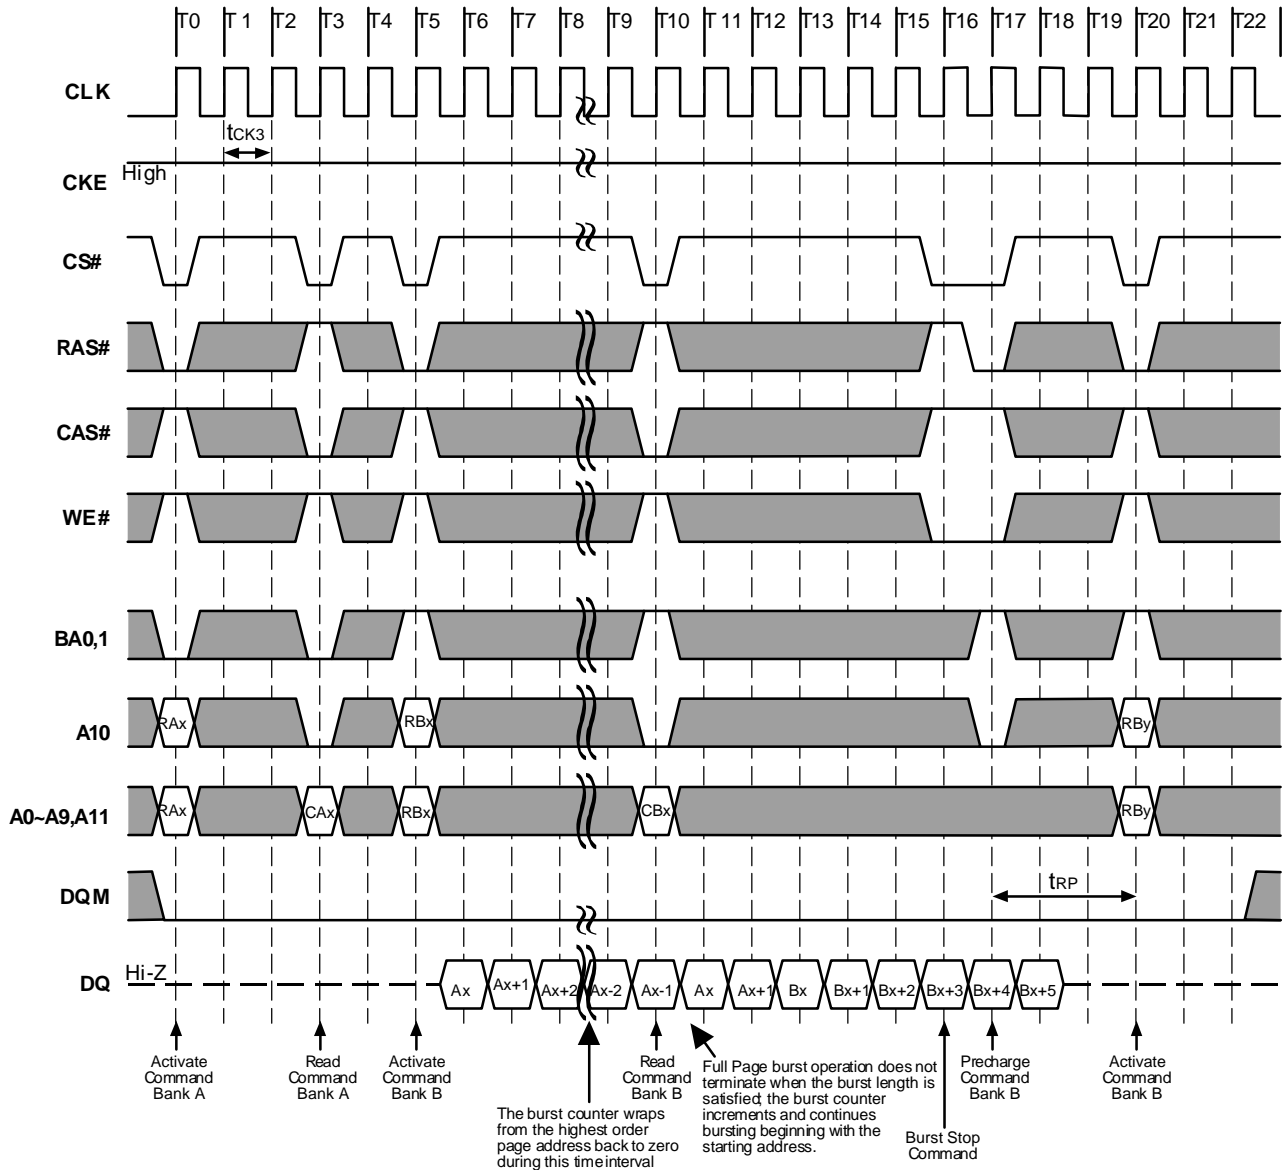 T0 T1 T2 T3 T4 T5 T6 T7 T8 T9 T10 T11 T12 T13 T14 T15 T16 T17 T18 T19 T20 T21 T22
CLK
tCK3
High
CKE
CS#
RAS#
CAS#
WE#
BA0,1
A10
RAx RBx RBy
A0~A9,A11
RAx CAx RBx CBx RBy
DQM
tRP
Hi-Z
DQ
Ax Ax+1 Ax+2 Ax-2 Ax-1 Ax Ax+1 Bx Bx+1 Bx+2 Bx+3 Bx+4 Bx+5
Activate
Command
Bank A
Read
Command
Bank A
Activate
Command
Bank B
The burst counter wraps
from the highest order
page address back to zero
during this time interval
Read
Command
Bank B
Full Page burst operation does not
terminate when the burst length is
satisfied; the burst counter
increments and continues
bursting beginning with the
starting address.
Burst Stop
Command
Precharge
Command
Bank B
Activate
Command
Bank B